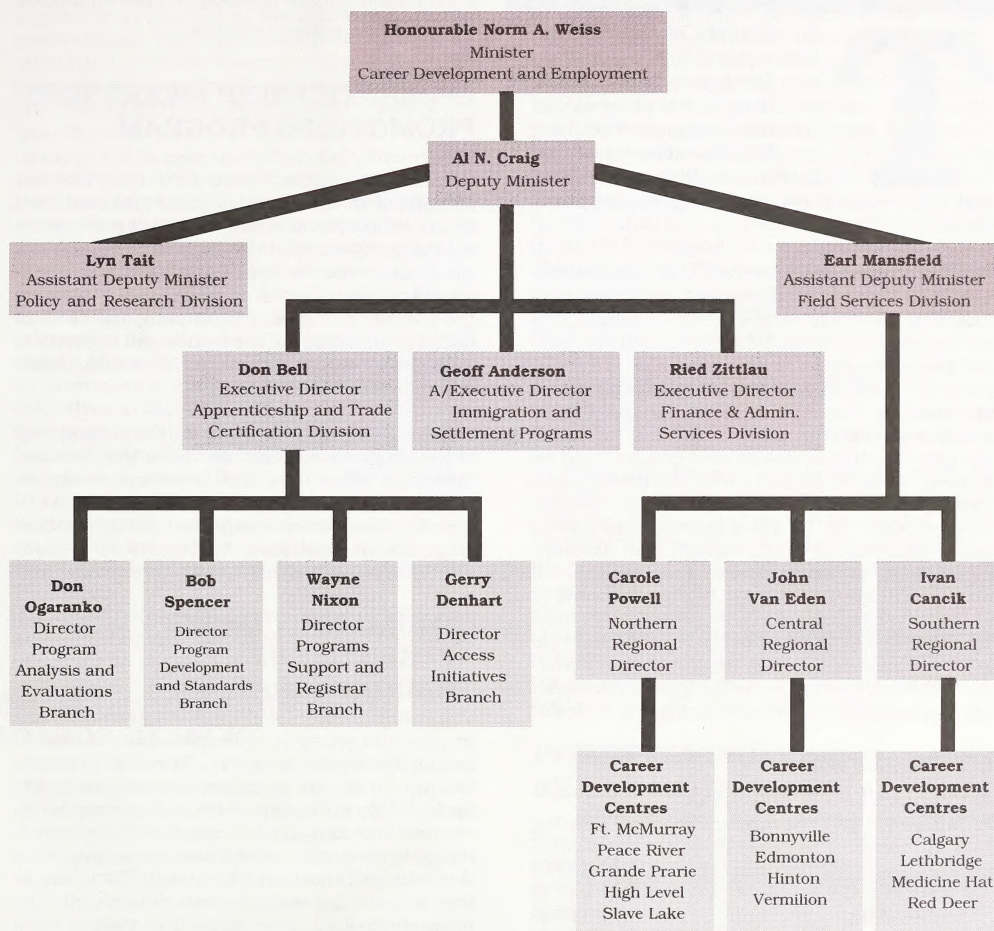 Honourable Norm A. Weiss
Minister
Career Development and Employment
Al N. Craig
Deputy Minister
Lyn Tait
Assistant Deputy Minister
Policy and Research Division
Earl Mansfield
Assistant Deputy Minister
Field Services Division
Don Bell
Executive Director
Apprenticeship and Trade
Certification Division
Geoff Anderson
A/Executive Director
Immigration and
Settlement Programs
Ried Zittlau
Executive Director
Finance & Admin.
Services Division
Don
Ogaranko
Director
Program
Analysis and
Evaluations
Branch
Bob
Spencer
Director
Program
Development
and Standards
Branch
Wayne
Nixon
Director
Programs
Support and
Registrar
Branch
Gerry
Denhart
Director
Access
Initiatives
Branch
Carole
Powell
Northern
Regional
Director
John
Van Eden
Central
Regional
Director
Ivan
Cancik
Southern
Regional
Director
Career
Development
Centres
Ft. McMurray
Peace River
Grande Prarie
High Level
Slave Lake
Career
Development
Centres
Bonnyville
Edmonton
Hinton
Vermilion
Career
Development
Centres
Calgary
Lethbridge
Medicine Hat
Red Deer